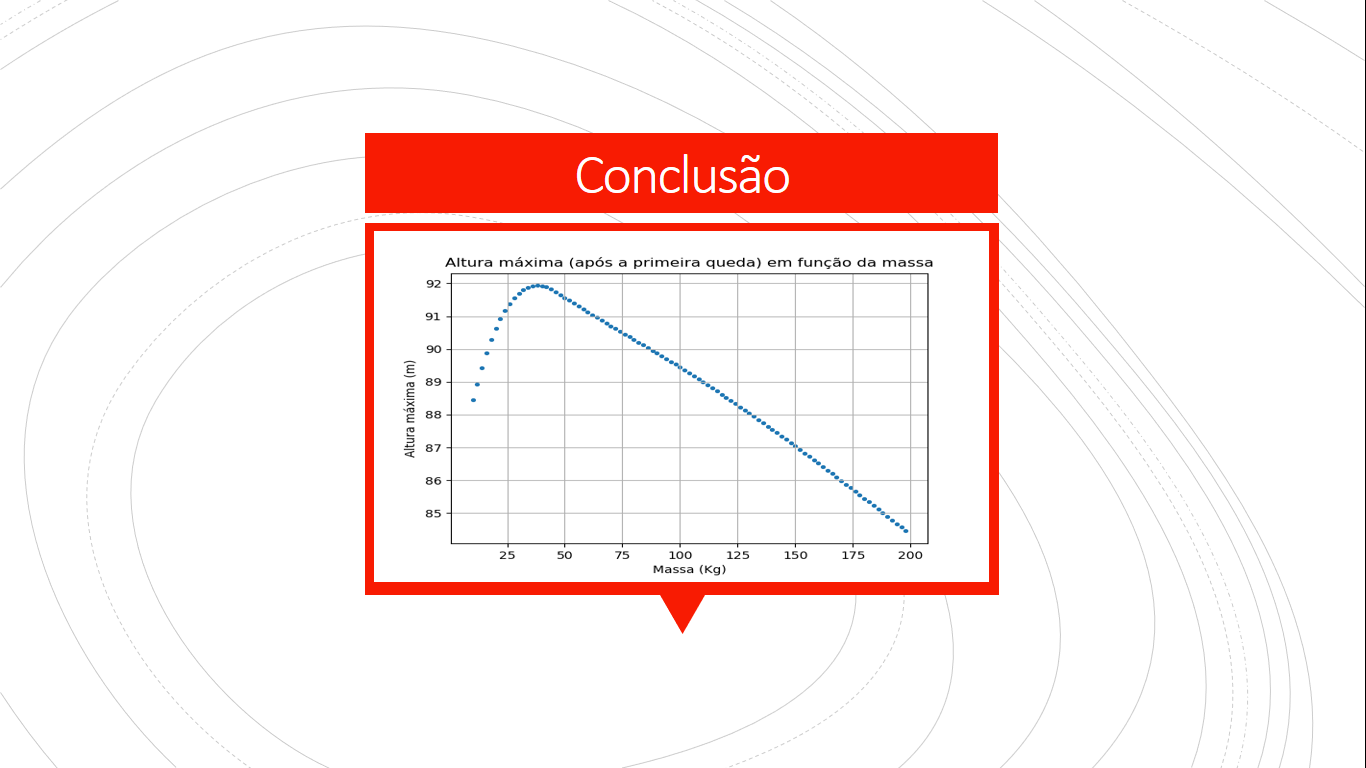 Conclusão
Altura máxima (após a primeira queda) em função da massa
92
91
90
89
88
87
86
85
Altura máxima (m)
25 50 75 100 125 150 175 200
Massa (Kg)